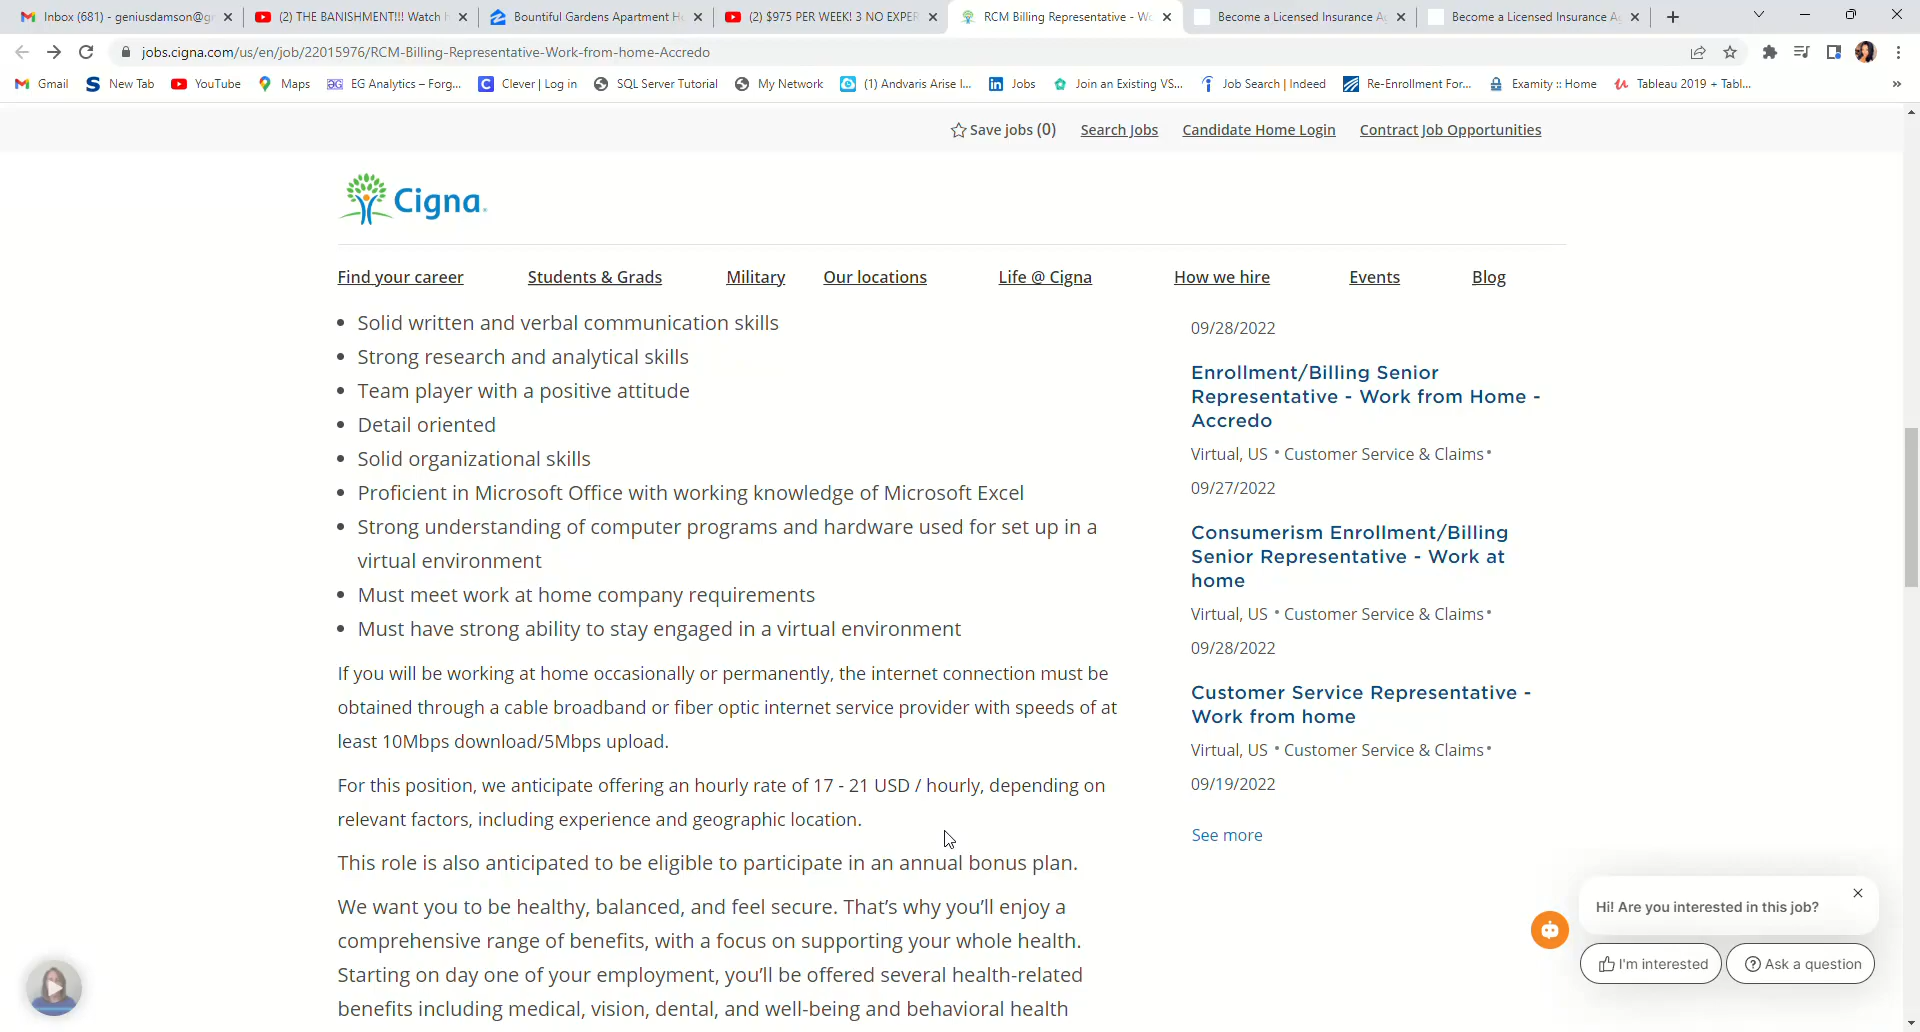 Inbox (681) - geniusdamson@g
(2) THE BANISHMENT!!! Watch h
Bountiful Gardens Apartment H
(2) $975 PER WEEK! 3 NO EXPER
RCM Billing Representative - W
Become a Licensed Insurance A
Become a Licensed Insurance A
jobs.cigna.com/us/en/job/22015976/RCM-Billing-Representative-Work-from-home-Accredo
Gmail
New Tab
YouTube
Maps
EG Analytics – Forg...
Clever | Log in
SQL Server Tutorial
My Network
(1) Andvaris Arise I...
Jobs
Join an Existing VS...
Job Search | Indeed
Re-Enrollment For...
Examity :: Home
Tableau 2019 + Tabl...
»
Save jobs (0)
Search Jobs
Candidate Home Login
Contract Job Opportunities
Cigna.
Find your career
Students & Grads
Military
Our locations
Life @ Cigna
How we hire
Events
Blog
• Solid written and verbal communication skills
• Strong research and analytical skills
• Team player with a positive attitude
• Detail oriented
• Solid organizational skills
• Proficient in Microsoft Office with working knowledge of Microsoft Excel
• Strong understanding of computer programs and hardware used for set up in a
virtual environment
• Must meet work at home company requirements
• Must have strong ability to stay engaged in a virtual environment
If you will be working at home occasionally or permanently, the internet connection must be
obtained through a cable broadband or fiber optic internet service provider with speeds of at
least 10Mbps download/5Mbps upload.
For this position, we anticipate offering an hourly rate of 17 - 21 USD / hourly, depending on
relevant factors, including experience and geographic location.
This role is also anticipated to be eligible to participate in an annual bonus plan.
We want you to be healthy, balanced, and feel secure. That’s why you’ll enjoy a
comprehensive range of benefits, with a focus on supporting your whole health.
Starting on day one of your employment, you’ll be offered several health-related
benefits including medical, vision, dental, and well-being and behavioral health
09/28/2022
Enrollment/Billing Senior
Representative - Work from Home -
Accredo
Virtual, US • Customer Service & Claims •
09/27/2022
Consumerism Enrollment/Billing
Senior Representative - Work at
home
Virtual, US • Customer Service & Claims •
09/28/2022
Customer Service Representative -
Work from home
Virtual, US • Customer Service & Claims •
09/19/2022
See more
Hi! Are you interested in this job?
I'm interested
Ask a question